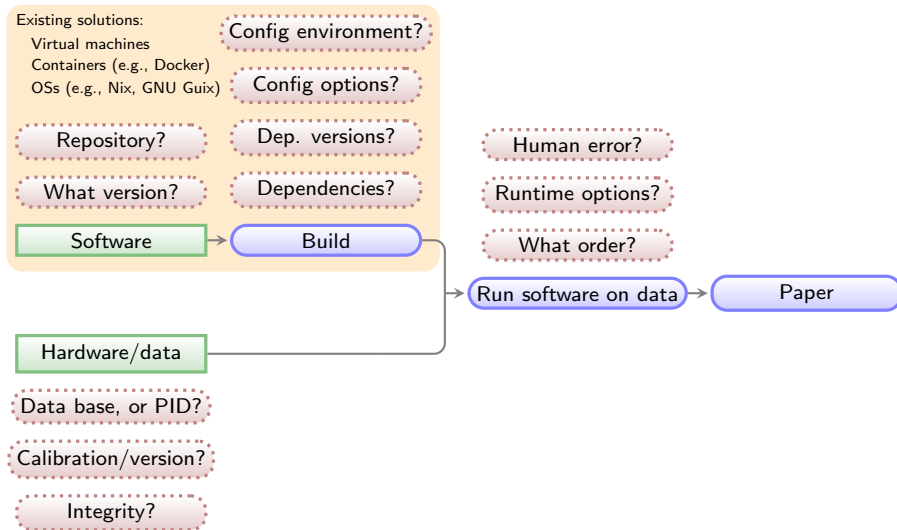 Existing solutions:
Virtual machines
Containers (e.g., Docker)
OSs (e.g., Nix, GNU Guix)
Config environment?
Config options?
Repository?
Dep. versions?
What version?
Dependencies?
Software
Build
Human error?
Runtime options?
What order?
Run software on data
Paper
Hardware/data
Data base, or PID?
Calibration/version?
Integrity?